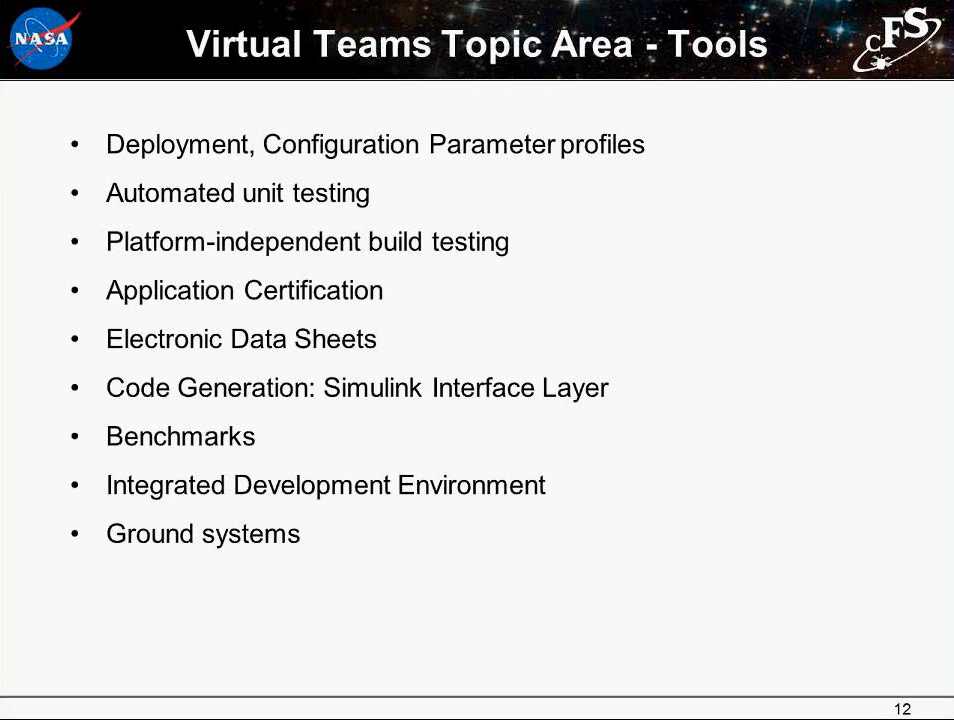 NASA
Virtual Teams Topic Area - Tools
CFS
• Deployment, Configuration Parameter profiles
• Automated unit testing
• Platform-independent build testing
• Application Certification
• Electronic Data Sheets
• Code Generation: Simulink Interface Layer
• Benchmarks
• Integrated Development Environment
• Ground systems
12